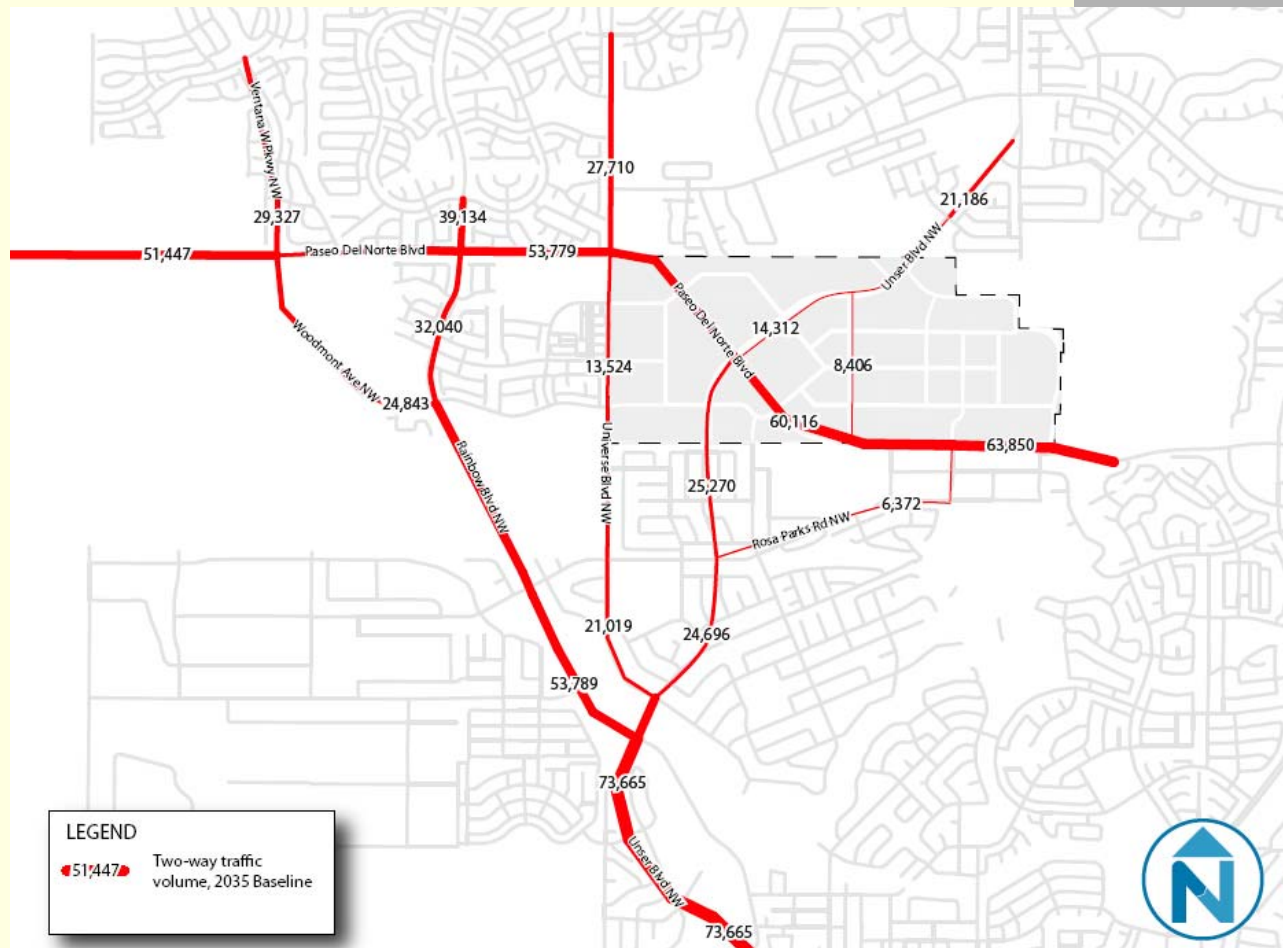 Ventana W Pkwy NW
27,710
21,186
29,327
39,134
Unser Blvd NW
51,447
Paseo Del Norte Blvd
53,779
Paseo Del Norte Blvd
32,040
14,312
Woodmont Ave NW
13,524
8,406
24,843
60,116
Rainbow Blvd NW
Universe Blvd NW
63,850
25,270
6,372
Rosa Parks Rd NW
21,019
24,696
53,789
73,665
LEGEND
51,447
Two-way traffic
volume, 2035 Baseline
Unser Blvd NW
73,665
N